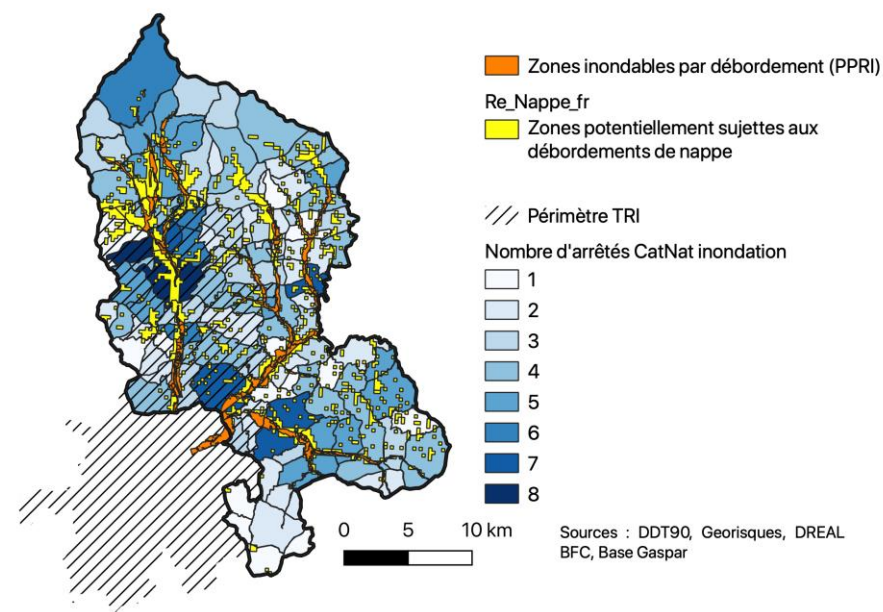 Zones inondables par débordement (PPRI)
Re_Nappe_fr
Zones potentiellement sujettes aux
débordements de nappe
Périmètre TRI
Nombre d'arrêtés CatNat inondation
1
2
3
4
5
6
7
8
0 5 10 km
Sources : DDT90, Georisques, DREAL
BFC, Base Gaspar